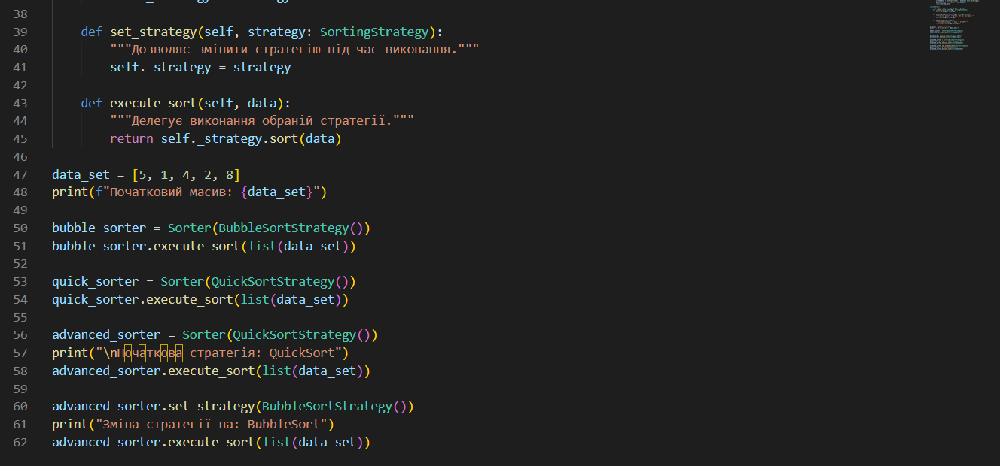 38
39 def set_strategy(self, strategy: SortingStrategy):
40 """Дозволяє змінити стратегію під час виконання."""
41 self._strategy = strategy
42
43 def execute_sort(self, data):
44 """Делегує виконання обраній стратегії."""
45 return self._strategy.sort(data)
46
47 data_set = [5, 1, 4, 2, 8]
48 print(f"Початковий масив: {data_set}")
49
50 bubble_sorter = Sorter(BubbleSortStrategy())
51 bubble_sorter.execute_sort(list(data_set))
52
53 quick_sorter = Sorter(QuickSortStrategy())
54 quick_sorter.execute_sort(list(data_set))
55
56 advanced_sorter = Sorter(QuickSortStrategy())
57 print("\nПочаткова стратегія: QuickSort")
58 advanced_sorter.execute_sort(list(data_set))
59
60 advanced_sorter.set_strategy(BubbleSortStrategy())
61 print("Зміна стратегії на: BubbleSort")
62 advanced_sorter.execute_sort(list(data_set))